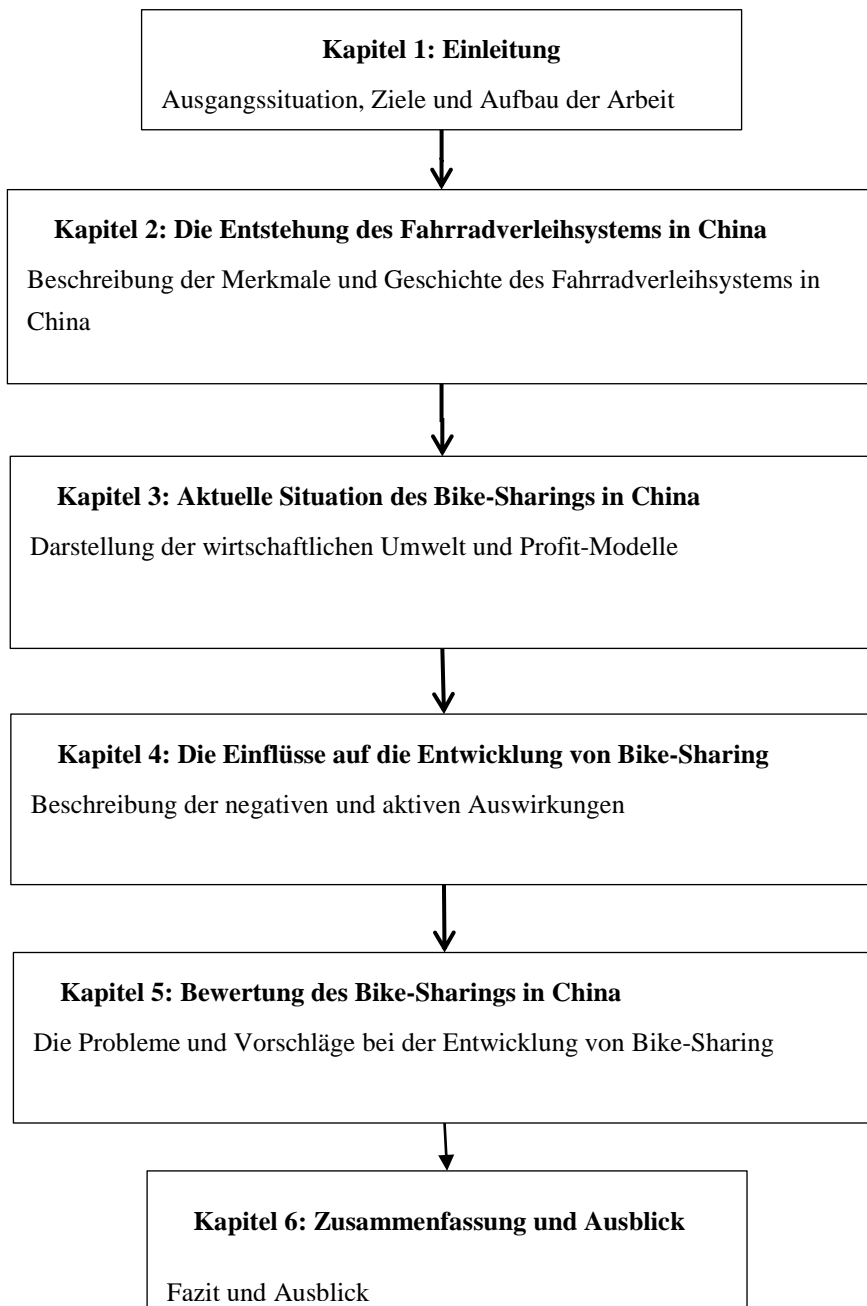 Kapitel 1: Einleitung
Ausgangssituation, Ziele und Aufbau der Arbeit
Kapitel 2: Die Entstehung des Fahrradverleihsystems in China
Beschreibung der Merkmale und Geschichte des Fahrradverleihsystems in
China
Kapitel 3: Aktuelle Situation des Bike-Sharings in China
Darstellung der wirtschaftlichen Umwelt und Profit-Modelle
Kapitel 4: Die Einflüsse auf die Entwicklung von Bike-Sharing
Beschreibung der negativen und aktiven Auswirkungen
Kapitel 5: Bewertung des Bike-Sharings in China
Die Probleme und Vorschläge bei der Entwicklung von Bike-Sharing
Kapitel 6: Zusammenfassung und Ausblick
Fazit und Ausblick